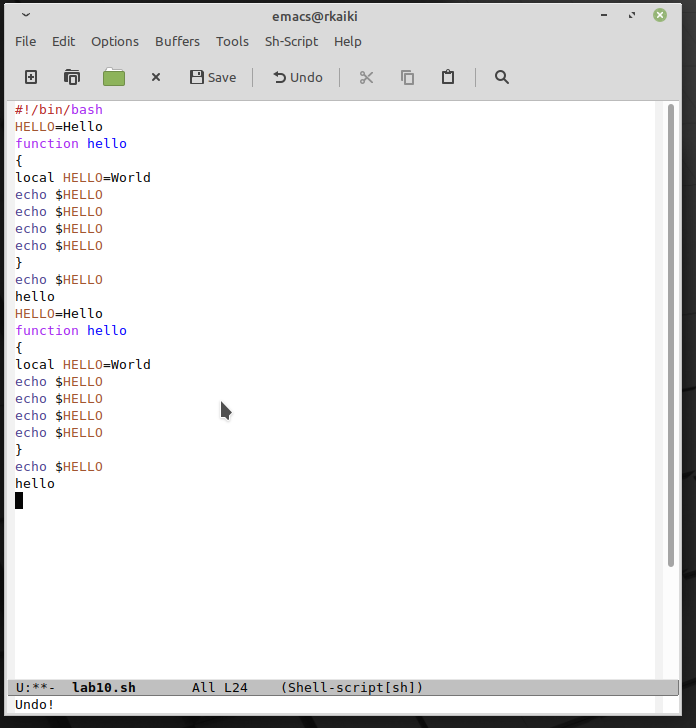 emacs@rkaiki
File Edit Options Buffers Tools Sh-Script Help
Save Undo
#!/bin/bash
HELLO=Hello
function hello
{
local HELLO=World
echo $HELLO
echo $HELLO
echo $HELLO
echo $HELLO
}
echo $HELLO
hello
HELLO=Hello
function hello
{
local HELLO=World
echo $HELLO
echo $HELLO
echo $HELLO
echo $HELLO
}
echo $HELLO
hello
U:**- lab10.sh All L24 (Shell-script[sh])
Undo!